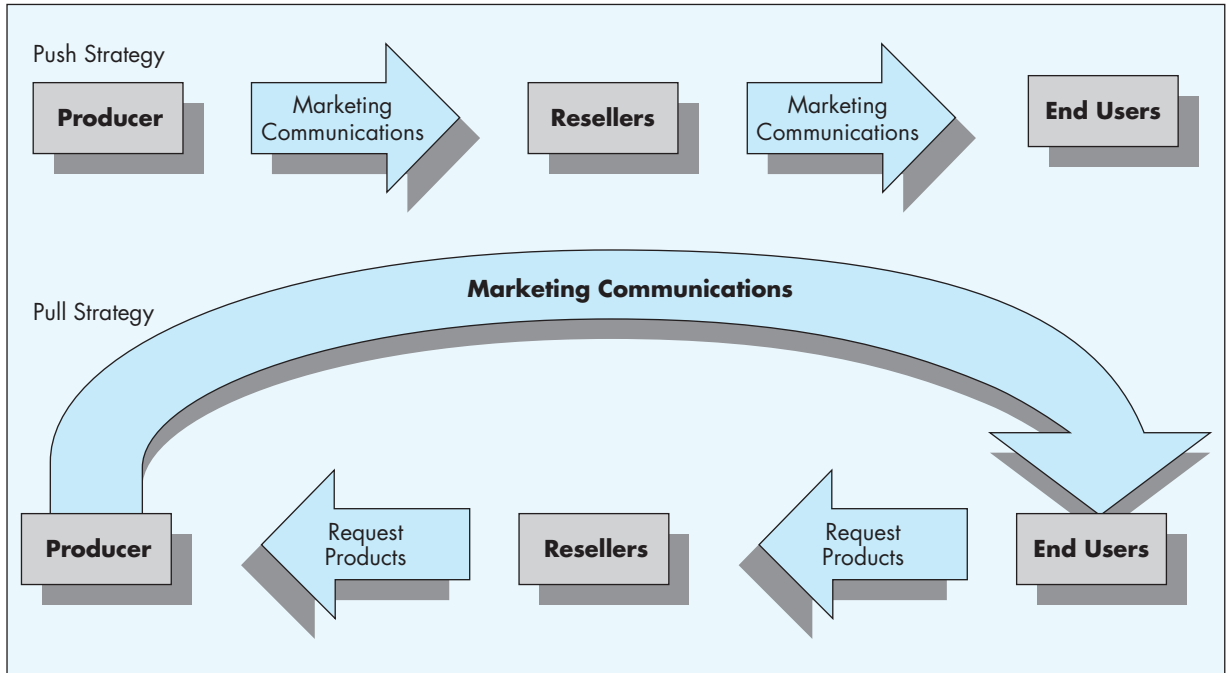 Push Strategy
Producer
Marketing
Communications
Resellers
Marketing
Communications
End Users
Marketing Communications
Pull Strategy
Producer
Request
Products
Resellers
Request
Products
End Users